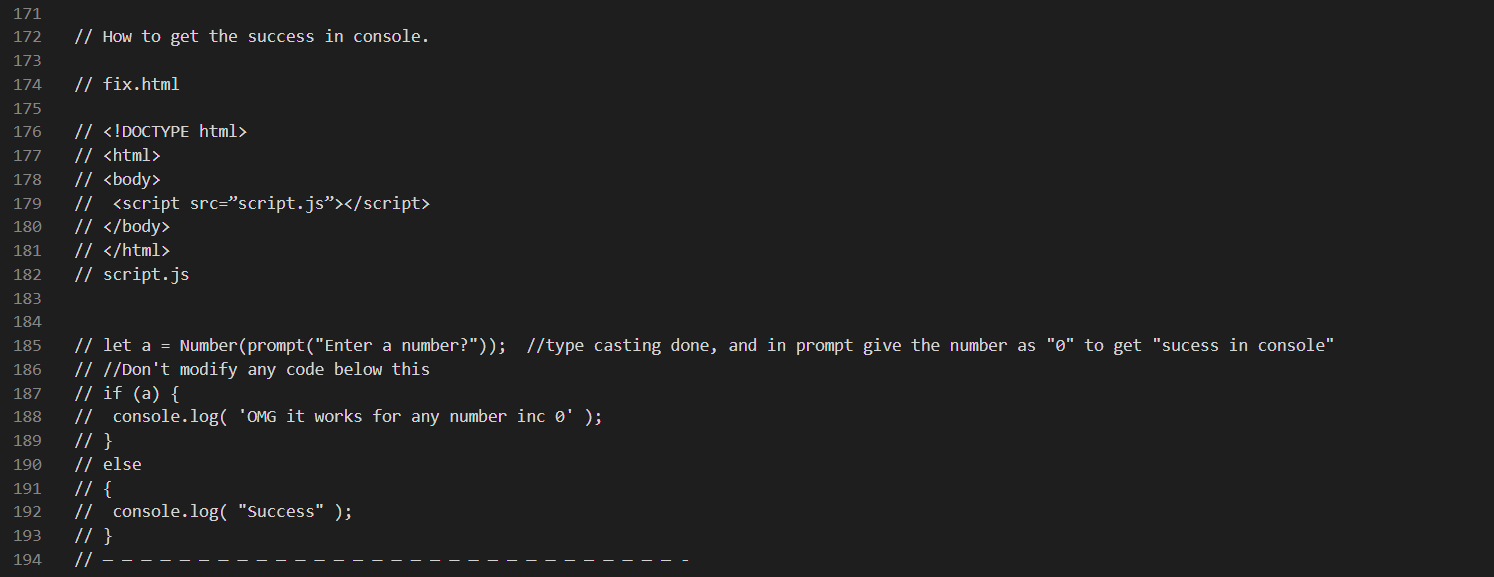 171
172 // How to get the success in console.
173
174 // fix.html
175
176 // <!DOCTYPE html>
177 // <html>
178 // <body>
179 //  <script src=”script.js”></script>
180 // </body>
181 // </html>
182 // script.js
183
184
185 // let a = Number(prompt("Enter a number?"));  //type casting done, and in prompt give the number as "0" to get "sucess in console"
186 // //Don't modify any code below this
187 // if (a) {
188 //  console.log( 'OMG it works for any number inc 0' );
189 // }
190 // else
191 // {
192 //  console.log( "Success" );
193 // }
194 // — — — — — — — — — — — — — — — — — — — — — — — — — — — — — — -